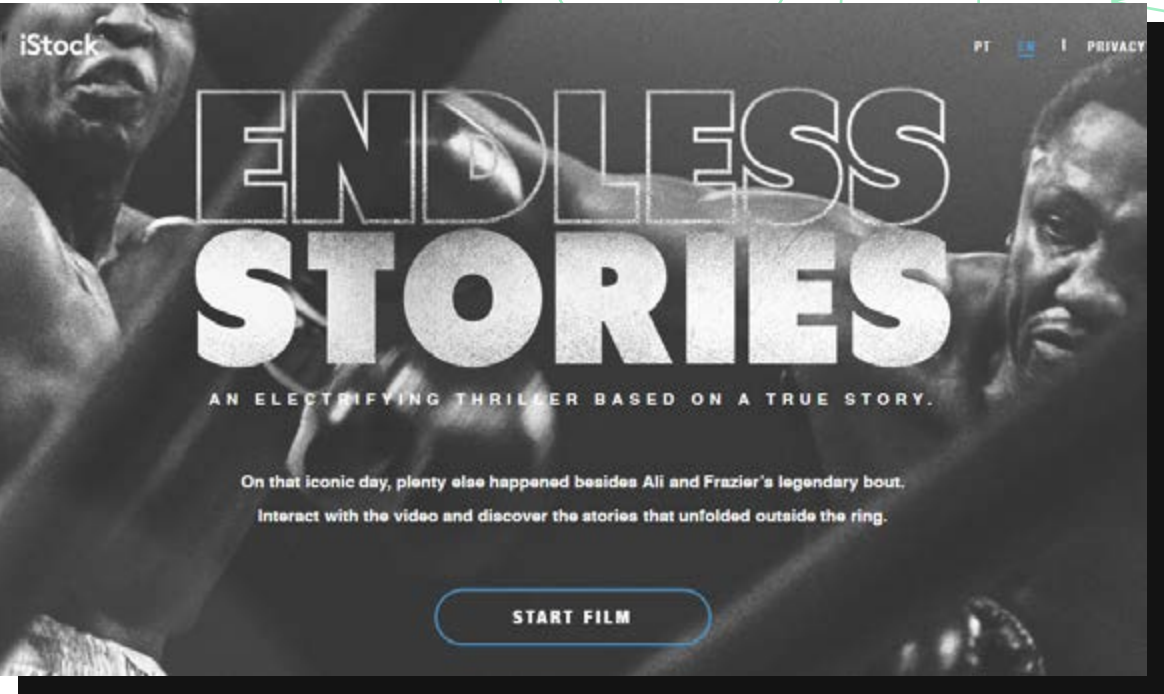 iStock
PT EN | PRIVACY
ENDLESS
STORIES
AN ELECTRIFYING THRILLER BASED ON A TRUE STORY.
On that iconic day, plenty else happened besides Ali and Frazier's legendary bout.
Interact with the video and discover the stories that unfolded outside the ring.
START FILM